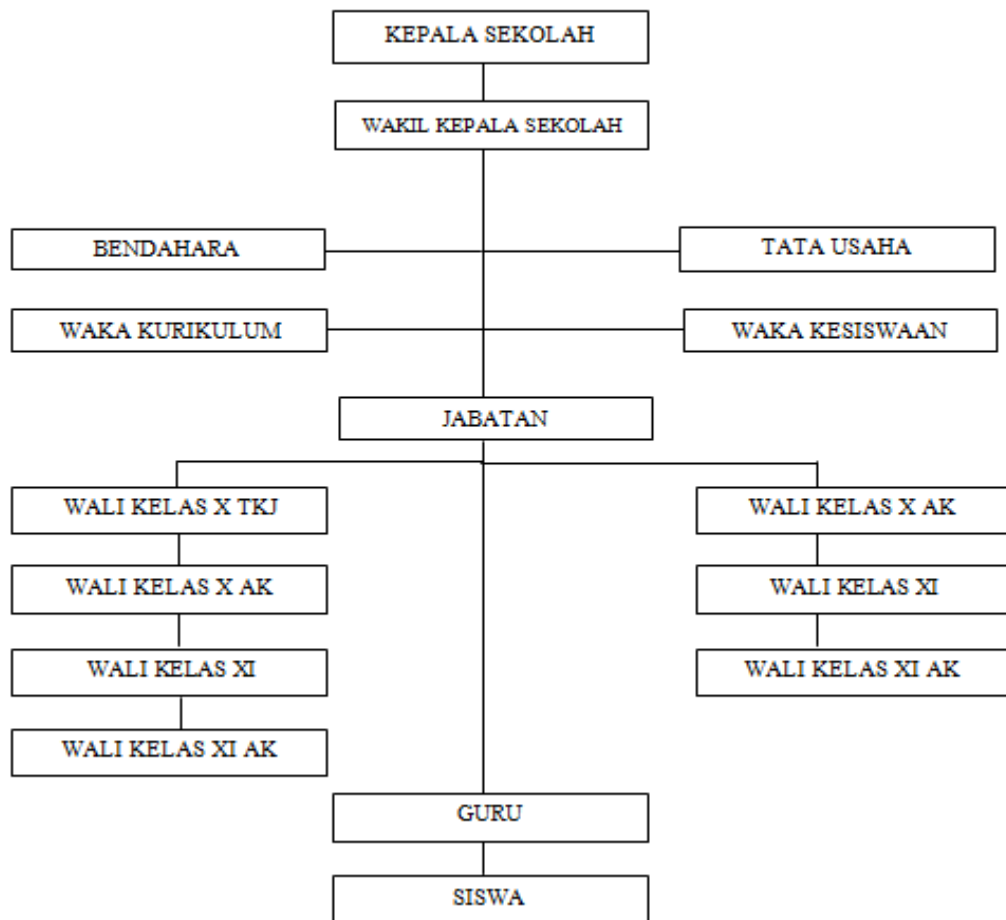 KEPALA SEKOLAH
WAKIL KEPALA SEKOLAH
BENDAHARA
TATA USAHA
WAKA KURIKULUM
WAKA KESISWAAN
JABATAN
WALI KELAS X TKJ
WALI KELAS X AK
WALI KELAS X AK
WALI KELAS XI
WALI KELAS XI
WALI KELAS XI AK
WALI KELAS XI AK
GURU
SISWA